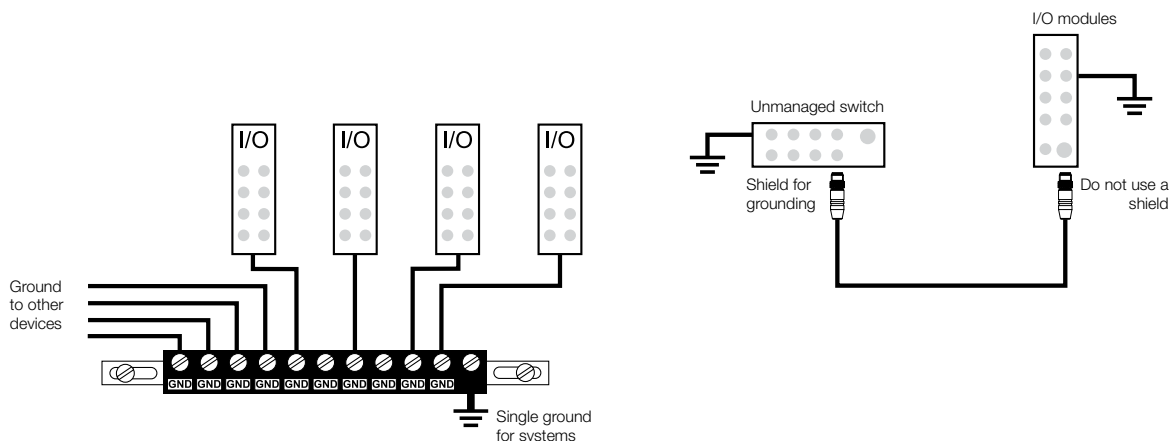 I/O
I/O
I/O
I/O
Ground
to other
devices
GND GND GND GND GND GND GND GND GND GND
Single ground
for systems
I/O modules
Unmanaged switch
Shield for
grounding
Do not use a
shield